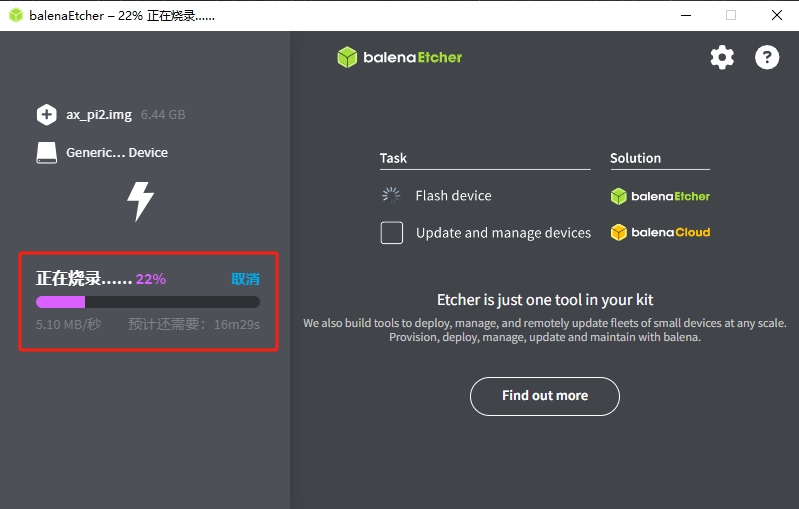 balenaEtcher – 22% 正在烧录......
balenaEtcher
ax_pi2.img 6.44 GB
Generic... Device
正在烧录...... 22% 取消
5.10 MB/秒 预计还需要：16m29s
Task Solution
Flash device balenaEtcher
Update and manage devices balenaCloud
Etcher is just one tool in your kit
We also build tools to deploy, manage, and remotely update fleets of small devices at any scale.
Provision, deploy, manage, update and maintain with balena.
Find out more